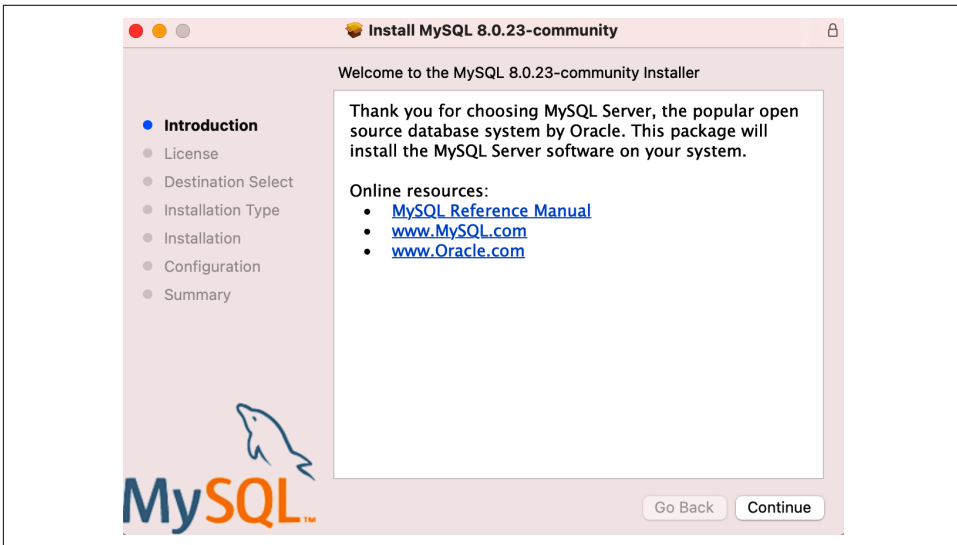 Install MySQL 8.0.23-community
Welcome to the MySQL 8.0.23-community Installer
Introduction
License
Destination Select
Installation Type
Installation
Configuration
Summary
Thank you for choosing MySQL Server, the popular open
source database system by Oracle. This package will
install the MySQL Server software on your system.
Online resources:
• MySQL Reference Manual
• www.MySQL.com
• www.Oracle.com
MySQL™
Go Back
Continue